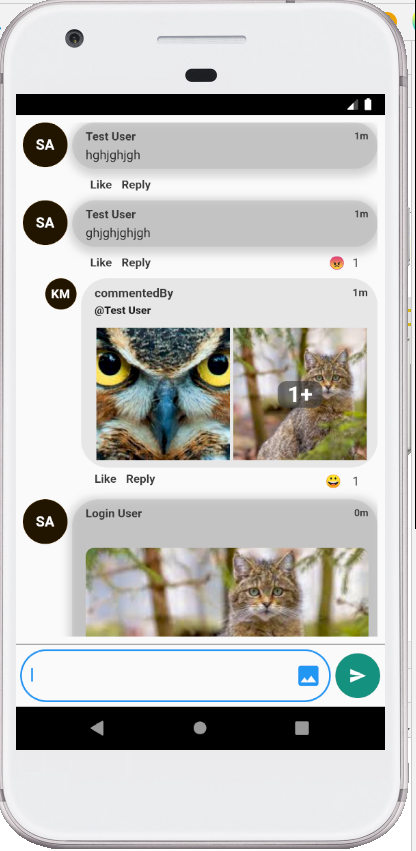 SA
Test User 1m
hghjghjgh
Like Reply
SA
Test User 1m
ghjghjghjgh
Like Reply 1
KM
commentedBy 1m
@Test User
1+
Like Reply 1
SA
Login User 0m